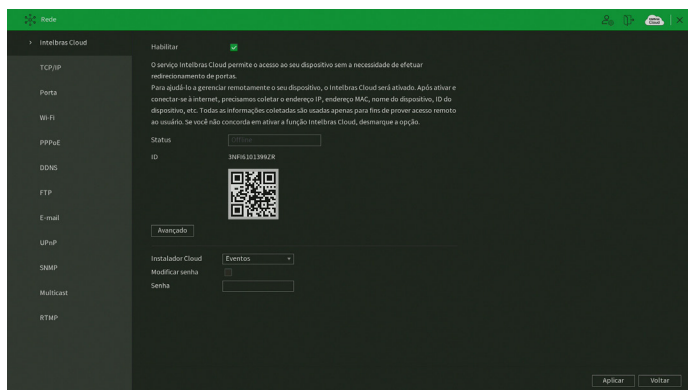 Rede
Intelbras Cloud
TCP/IP
Porta
Wi-Fi
PPPoE
DDNS
FTP
E-mail
UPnP
SNMP
Multicast
RTMP
Habilitar
O serviço Intelbras Cloud permite o acesso ao seu dispositivo sem a necessidade de efetuar
redirecionamento de portas.
Para ajudá-lo a gerenciar remotamente o seu dispositivo, o Intelbras Cloud será ativado. Após ativar e
conectar-se à internet, precisamos coletar o endereço IP, endereço MAC, nome do dispositivo, ID do
dispositivo, etc. Todas as informações coletadas são usadas apenas para fins de prover acesso remoto
ao usuário. Se você não concorda em ativar a função Intelbras Cloud, desmarque a opção.
Status Offline
ID 3NFI6101399ZR
Avançado
Instalador Cloud Eventos
Modificar senha
Senha
Aplicar Voltar